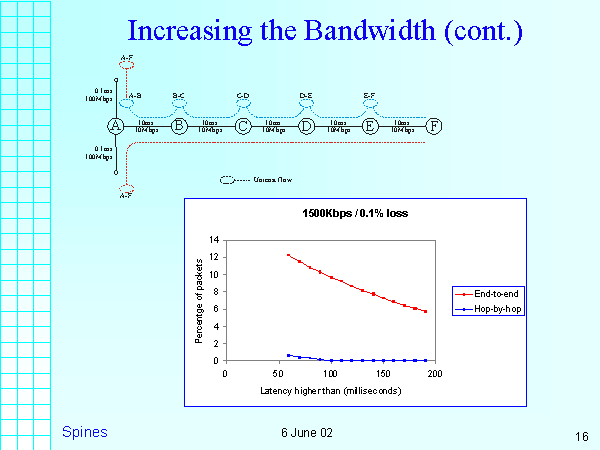 Increasing the Bandwidth (cont.)
A-F
0.1ms
100Mbps
A-B B-C C-D D-E E-F
A B C D E F
10ms 10ms 10ms 10ms 10ms
10Mbps 10Mbps 10Mbps 10Mbps 10Mbps
0.1ms
100Mbps
A-F
Unicast flow
1500Kbps / 0.1% loss
14
12
10
8
6
4
2
0
Percentge of packets
0 50 100 150 200
Latency higher than (milliseconds)
End-to-end
Hop-by-hop
Spines
6 June 02
16